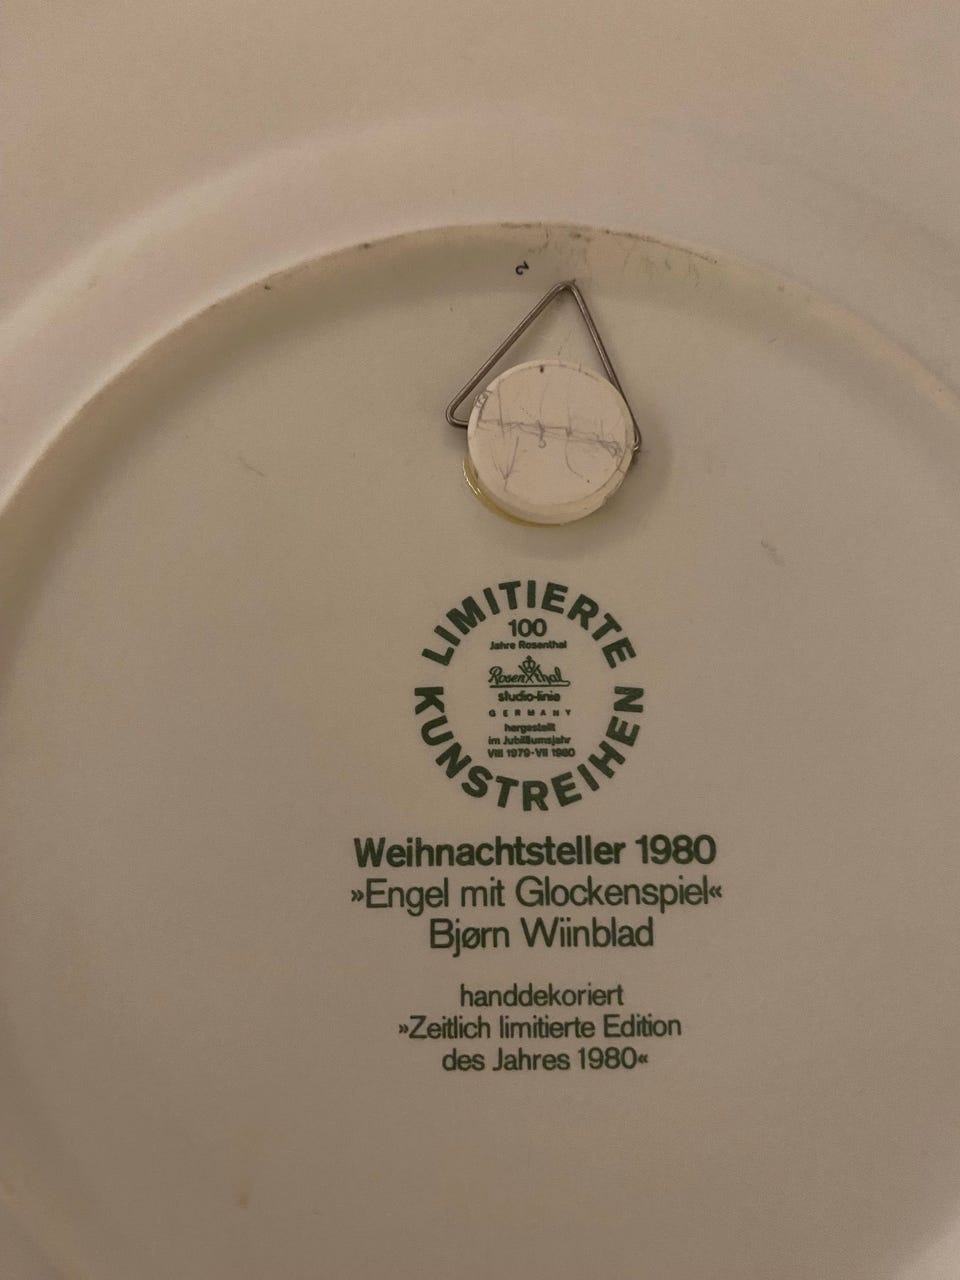 2
LIMITIERTE
100
Jahre Rosenthal
Rosenthal
studio-linie
GERMANY
hergestellt
im Jubiläumsjahr
VIII 1979-VII 1980
KUNSTREIHEN
Weihnachtsteller 1980
»Engel mit Glockenspiel«
Bjørn Wiinblad
handdekoriert
»Zeitlich limitierte Edition
des Jahres 1980«